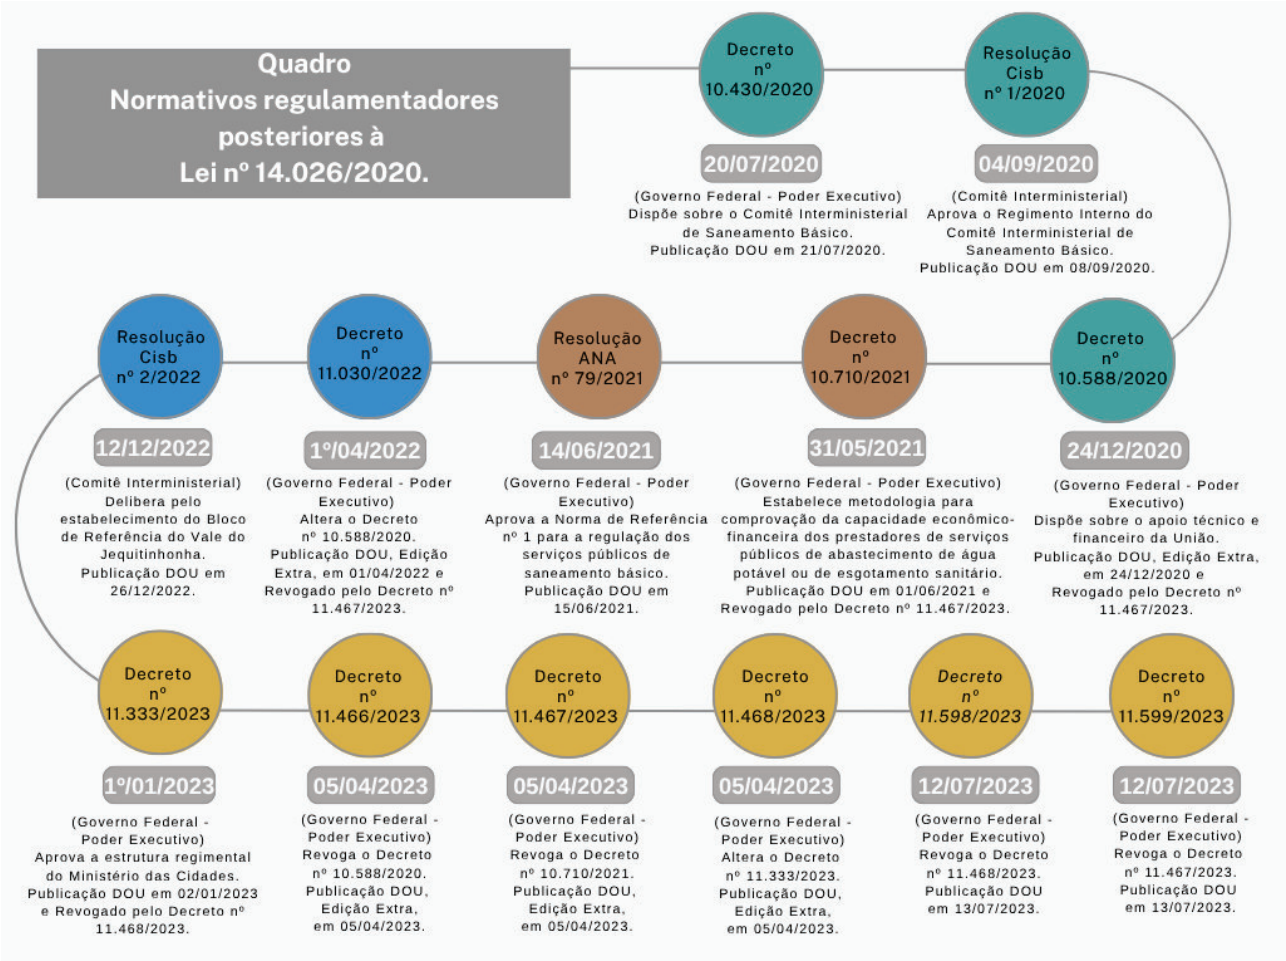 Quadro
Normativos regulamentadores
posteriores à
Lei nº 14.026/2020.
Decreto
nº
10.430/2020
20/07/2020
(Governo Federal - Poder Executivo)
Dispõe sobre o Comitê Interministerial
de Saneamento Básico.
Publicação DOU em 21/07/2020.
Resolução
Cisb
nº 1/2020
04/09/2020
(Comitê Interministerial)
Aprova o Regimento Interno do
Comitê Interministerial de
Saneamento Básico.
Publicação DOU em 08/09/2020.
Decreto
nº
10.588/2020
24/12/2020
(Governo Federal - Poder
Executivo)
Dispõe sobre o apoio técnico e
financeiro da União.
Publicação DOU, Edição Extra,
em 24/12/2020 e
Revogado pelo Decreto nº
11.467/2023.
Decreto
nº
10.710/2021
31/05/2021
(Governo Federal - Poder Executivo)
Estabelece metodologia para
comprovação da capacidade econômico-
financeira dos prestadores de serviços
públicos de abastecimento de água
potável ou de esgotamento sanitário.
Publicação DOU em 01/06/2021 e
Revogado pelo Decreto nº 11.467/2023.
Resolução
ANA
nº 79/2021
14/06/2021
(Governo Federal - Poder
Executivo)
Aprova a Norma de Referência
nº 1 para a regulação dos
serviços públicos de
saneamento básico.
Publicação DOU em
15/06/2021.
Decreto
nº
11.030/2022
1º/04/2022
(Governo Federal - Poder
Executivo)
Altera o Decreto
nº 10.588/2020.
Publicação DOU, Edição
Extra, em 01/04/2022 e
Revogado pelo Decreto nº
11.467/2023.
Resolução
Cisb
nº 2/2022
12/12/2022
(Comitê Interministerial)
Delibera pelo
estabelecimento do Bloco
de Referência do Vale do
Jequitinhonha.
Publicação DOU em
26/12/2022.
Decreto
nº
11.333/2023
1º/01/2023
(Governo Federal -
Poder Executivo)
Aprova a estrutura regimental
do Ministério das Cidades.
Publicação DOU em 02/01/2023
e Revogado pelo Decreto nº
11.468/2023.
Decreto
nº
11.466/2023
05/04/2023
(Governo Federal -
Poder Executivo)
Revoga o Decreto
nº 10.588/2020.
Publicação DOU,
Edição Extra,
em 05/04/2023.
Decreto
nº
11.467/2023
05/04/2023
(Governo Federal -
Poder Executivo)
Revoga o Decreto
nº 10.710/2021.
Publicação DOU,
Edição Extra,
em 05/04/2023.
Decreto
nº
11.468/2023
05/04/2023
(Governo Federal -
Poder Executivo)
Altera o Decreto
nº 11.333/2023.
Publicação DOU,
Edição Extra,
em 05/04/2023.
Decreto
nº
11.598/2023
12/07/2023
(Governo Federal -
Poder Executivo)
Revoga o Decreto
nº 11.468/2023.
Publicação DOU
em 13/07/2023.
Decreto
nº
11.599/2023
12/07/2023
(Governo Federal -
Poder Executivo)
Revoga o Decreto
nº 11.467/2023.
Publicação DOU
em 13/07/2023.